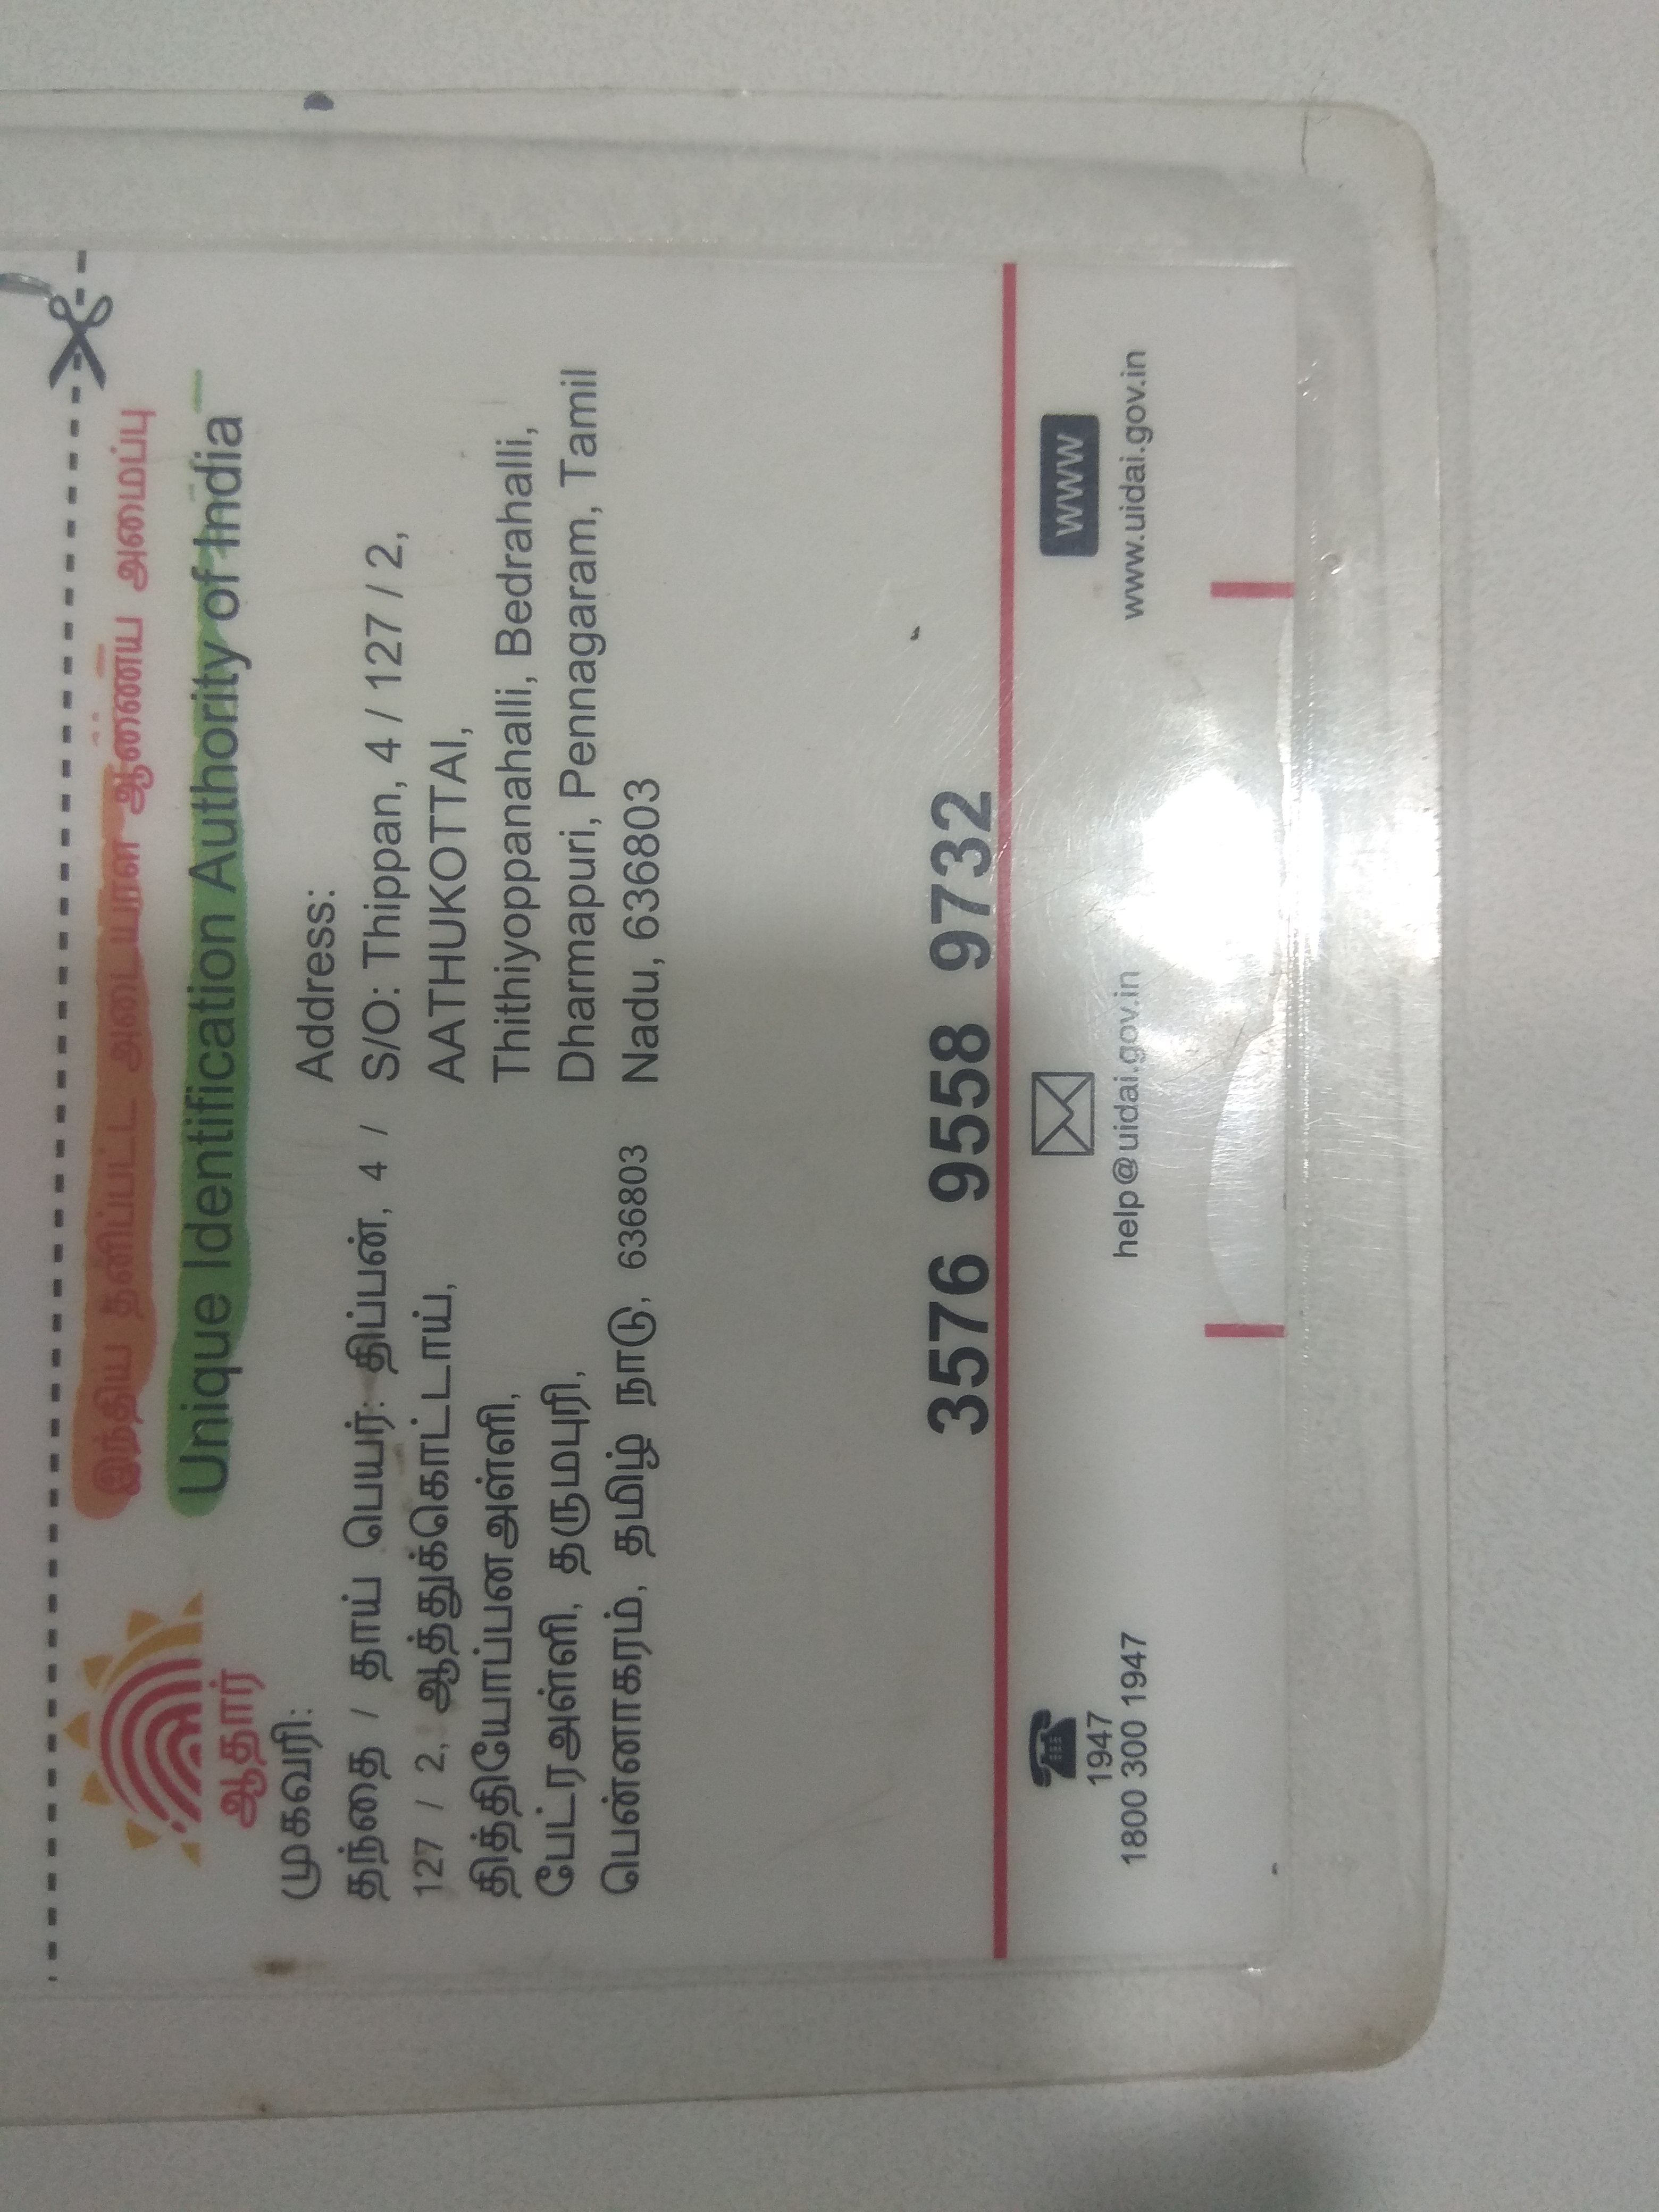 இந்திய தனிப்பட்ட அடையாள ஆணைய அமைப்பு
Unique Identification Authority of India
ஆதார்
முகவரி:
தந்தை / தாய் பெயர்: திப்பன், 4 /
127 / 2, ஆத்துக்கொட்டாய்,
தித்தியோப்பனஅள்ளி,
பேட்ரஅள்ளி, தருமபுரி,
பென்னாகரம், தமிழ் நாடு, 636803
Address:
S/O: Thippan, 4 / 127 / 2,
AATHUKOTTAI,
Thithiyoppanahalli, Bedrahalli,
Dharmapuri, Pennagaram, Tamil
Nadu, 636803
3576 9558 9732
1947
1800 300 1947
help@uidai.gov.in
WWW
www.uidai.gov.in